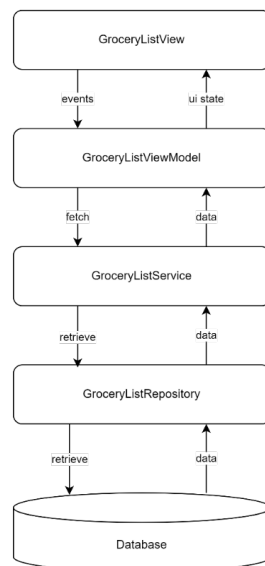 GroceryListView
events
ui state
GroceryListViewModel
fetch
data
GroceryListService
retrieve
data
GroceryListRepository
retrieve
data
Database